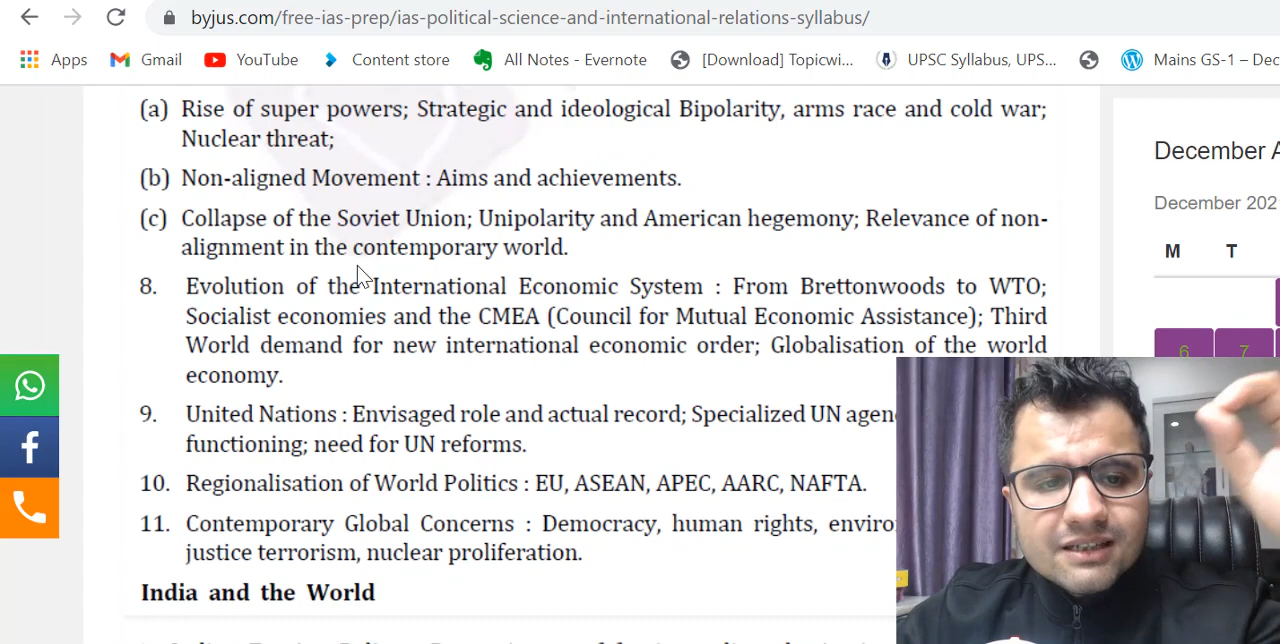 byjus.com/free-ias-prep/ias-political-science-and-international-relations-syllabus/
Apps Gmail YouTube Content store All Notes - Evernote [Download] Topicwi... UPSC Syllabus, UPS... Mains GS-1 – Dec
(a) Rise of super powers; Strategic and ideological Bipolarity, arms race and cold war;
Nuclear threat;
(b) Non-aligned Movement : Aims and achievements.
(c) Collapse of the Soviet Union; Unipolarity and American hegemony; Relevance of non-
alignment in the contemporary world.
8. Evolution of the International Economic System : From Brettonwoods to WTO;
Socialist economies and the CMEA (Council for Mutual Economic Assistance); Third
World demand for new international economic order; Globalisation of the world
economy.
9. United Nations : Envisaged role and actual record; Specialized UN agen
functioning; need for UN reforms.
10. Regionalisation of World Politics : EU, ASEAN, APEC, AARC, NAFTA.
11. Contemporary Global Concerns : Democracy, human rights, enviro
justice terrorism, nuclear proliferation.
India and the World
December A
December 202
M T
6 7